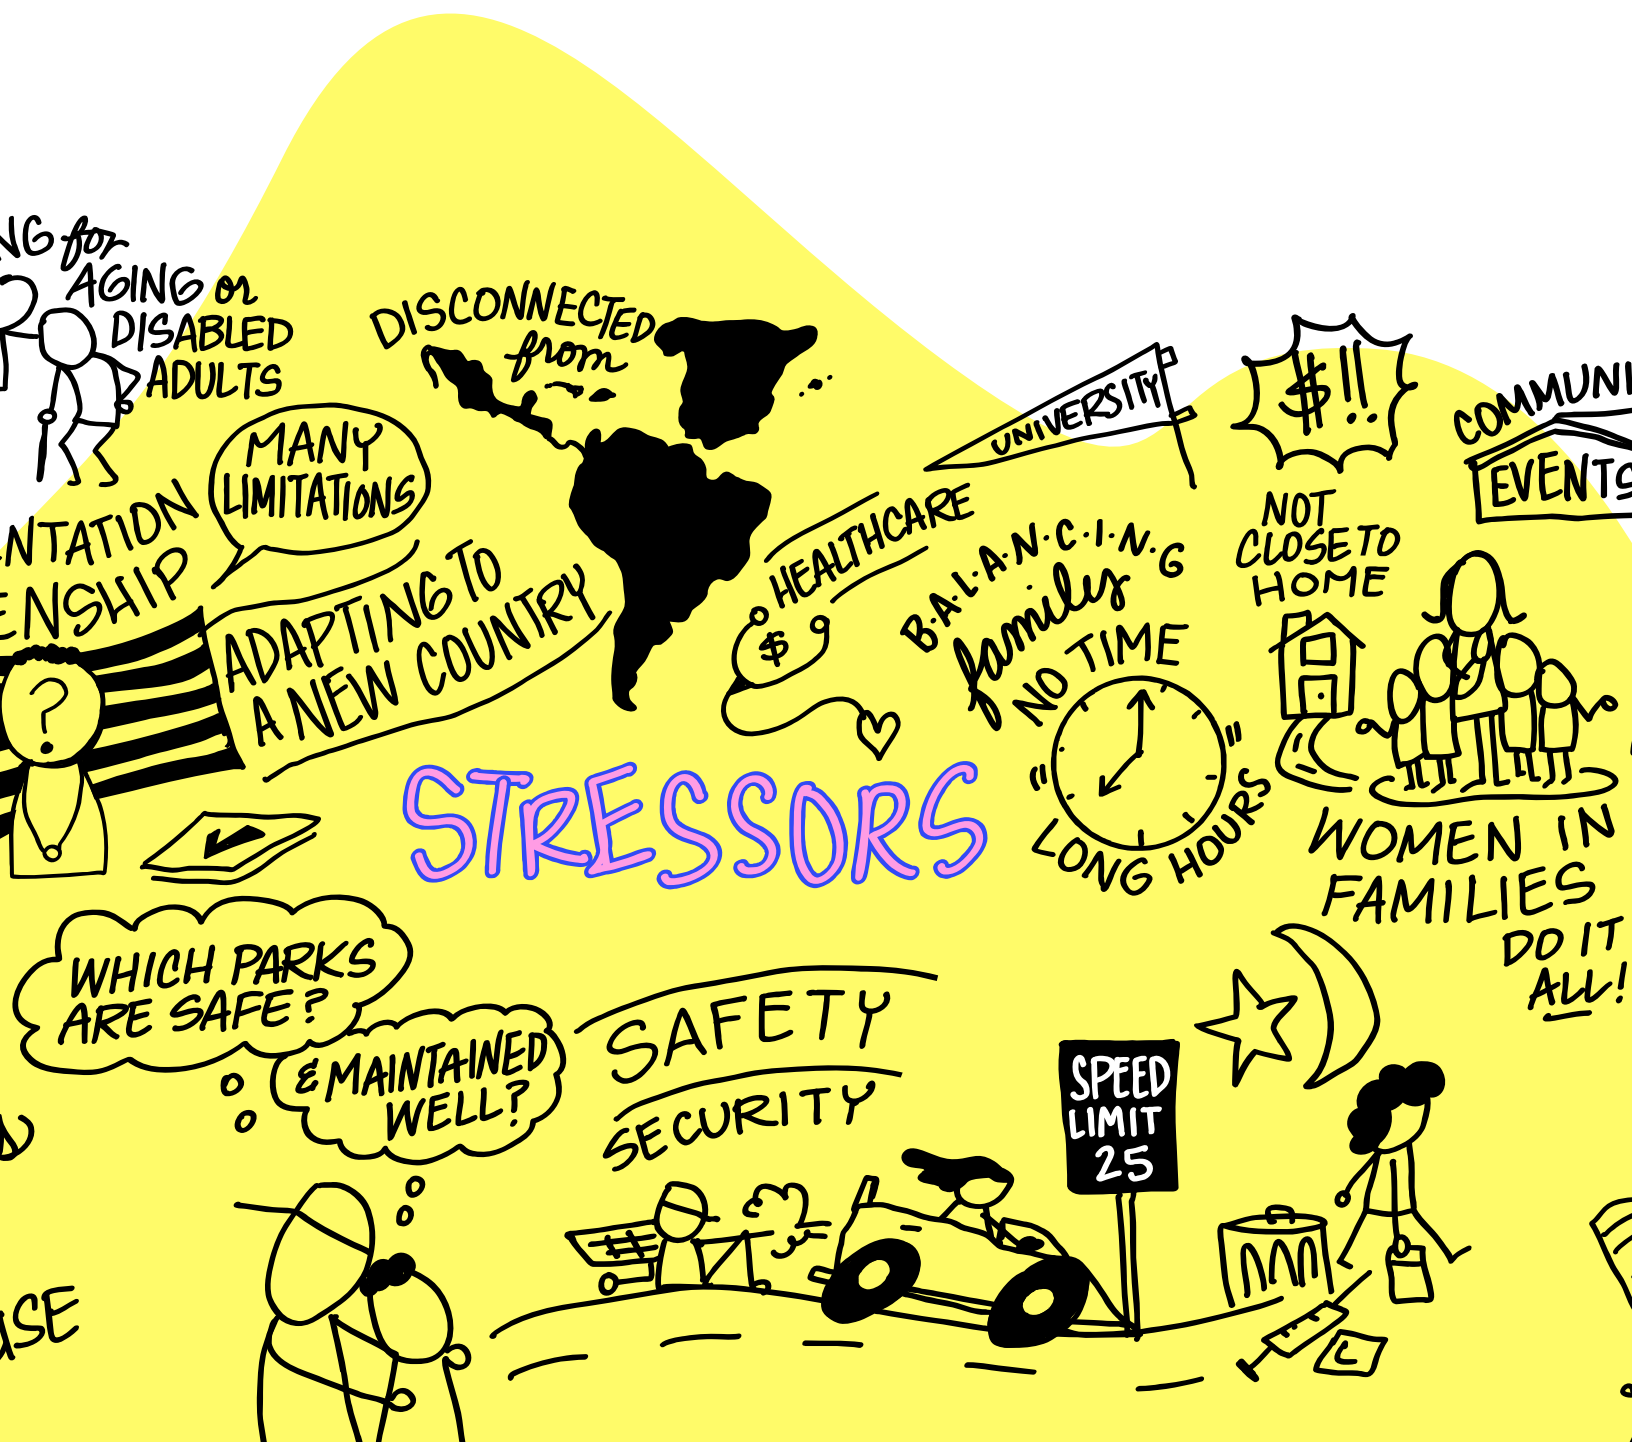 for
AGING or
DISABLED
ADULTS
MANY
LIMITATIONS
ADAPTING TO
A NEW COUNTRY
?
DISCONNECTED
from
HEALTHCARE
$
UNIVERSITY
B·A·L·A·N·C·I·N·G
family
NO TIME
LONG HOURS
$!!
NOT
CLOSE TO
HOME
EVENTS
WOMEN IN
FAMILIES
DO IT
ALL!
STRESSORS
WHICH PARKS
ARE SAFE?
& MAINTAINED
WELL?
SAFETY
SECURITY
SPEED
LIMIT
25